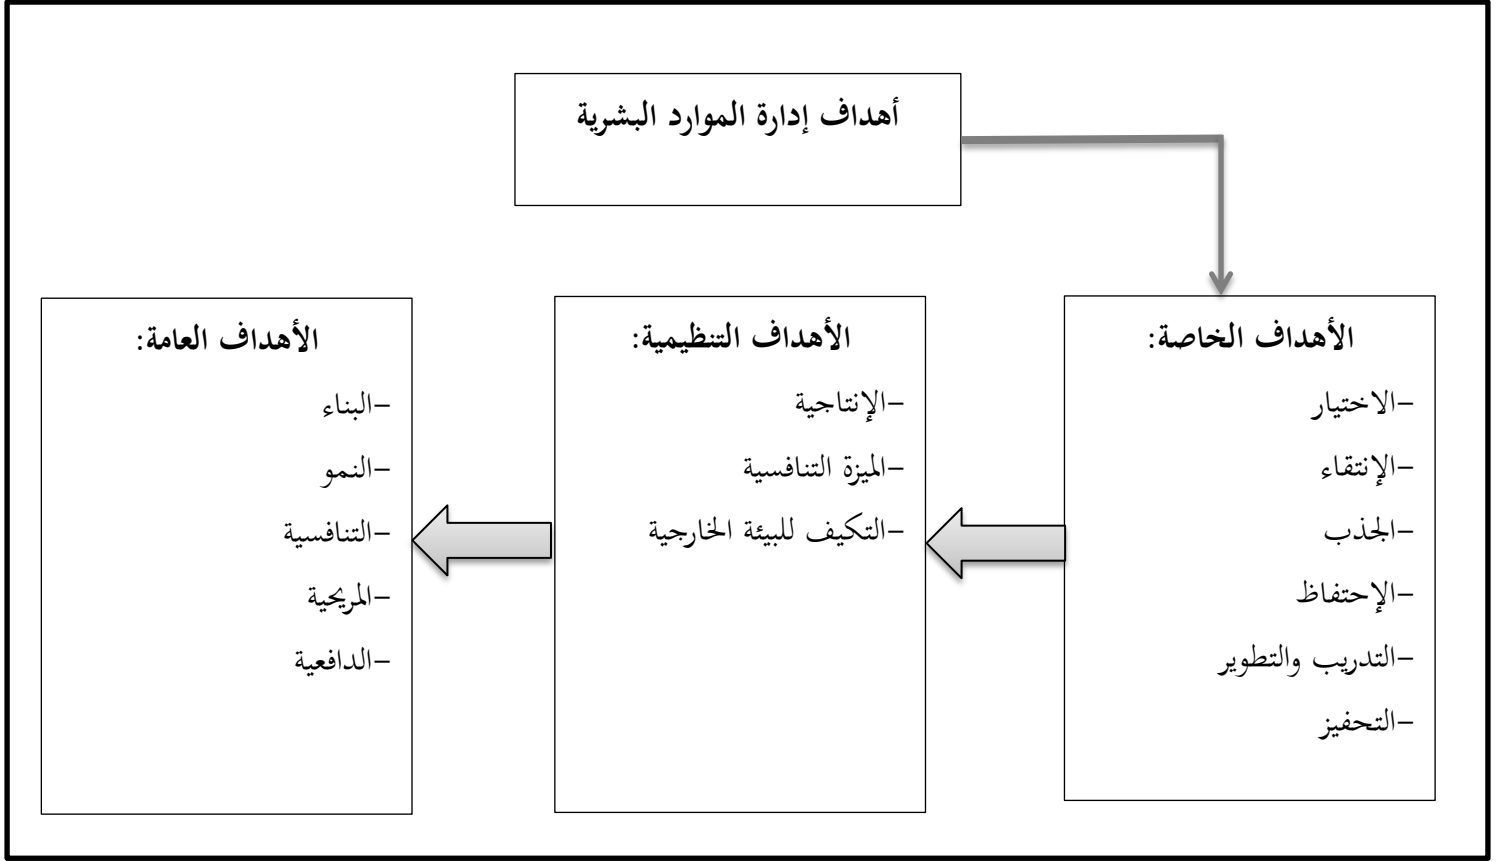 أهداف إدارة الموارد البشرية
الأهداف الخاصة:
-الاختيار
-الإنتقاء
-الجذب
-الإحتفاظ
-التدريب والتطوير
-التحفيز
الأهداف التنظيمية:
-الإنتاجية
-الميزة التنافسية
-التكيف للبيئة الخارجية
الأهداف العامة:
-البناء
-النمو
-التنافسية
-المريحية
-الدافعية